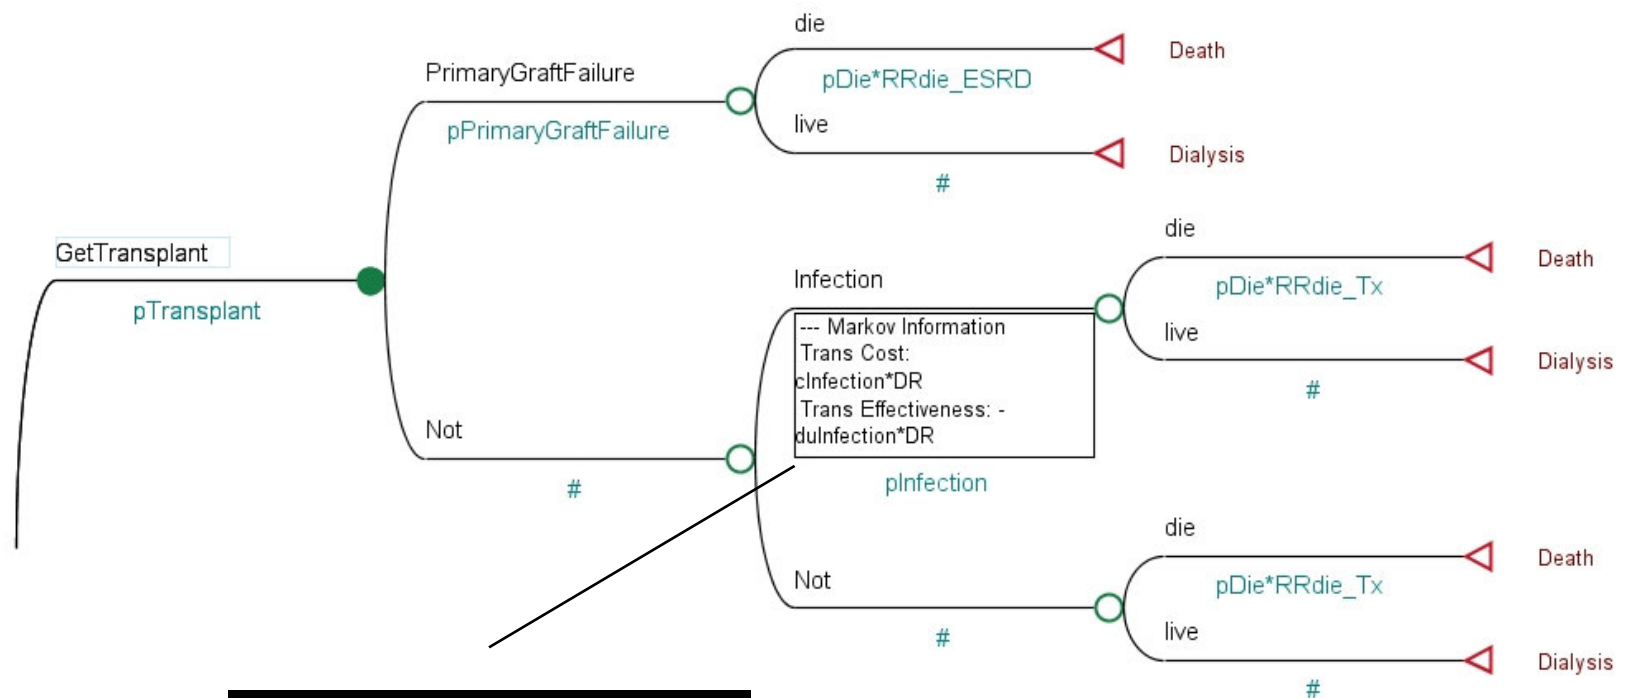 die
Death
pDie*RRdie_ESRD
PrimaryGraftFailure
pPrimaryGraftFailure
live
Dialysis
#
GetTransplant
pTransplant
die
Death
pDie*RRdie_Tx
Infection
--- Markov Information
Trans Cost:
cInfection*DR
Trans Effectiveness: -
duInfection*DR
pInfection
live
Dialysis
#
Not
#
die
Death
pDie*RRdie_Tx
Not
#
live
Dialysis
#